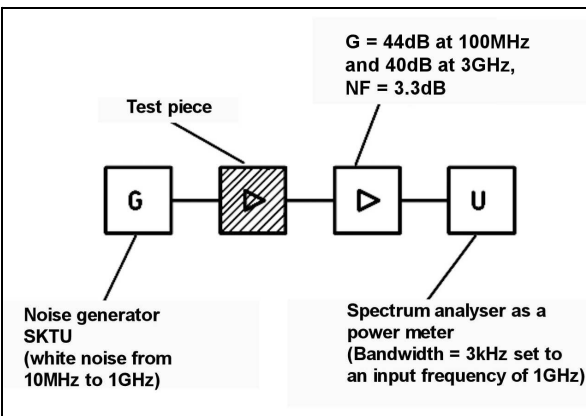 G = 44dB at 100MHz
and 40dB at 3GHz,
NF = 3.3dB
Test piece
G
U
Noise generator
SKTU
(white noise from
10MHz to 1GHz)
Spectrum analyser as a
power meter
(Bandwidth = 3kHz set to
an input frequency of 1GHz)